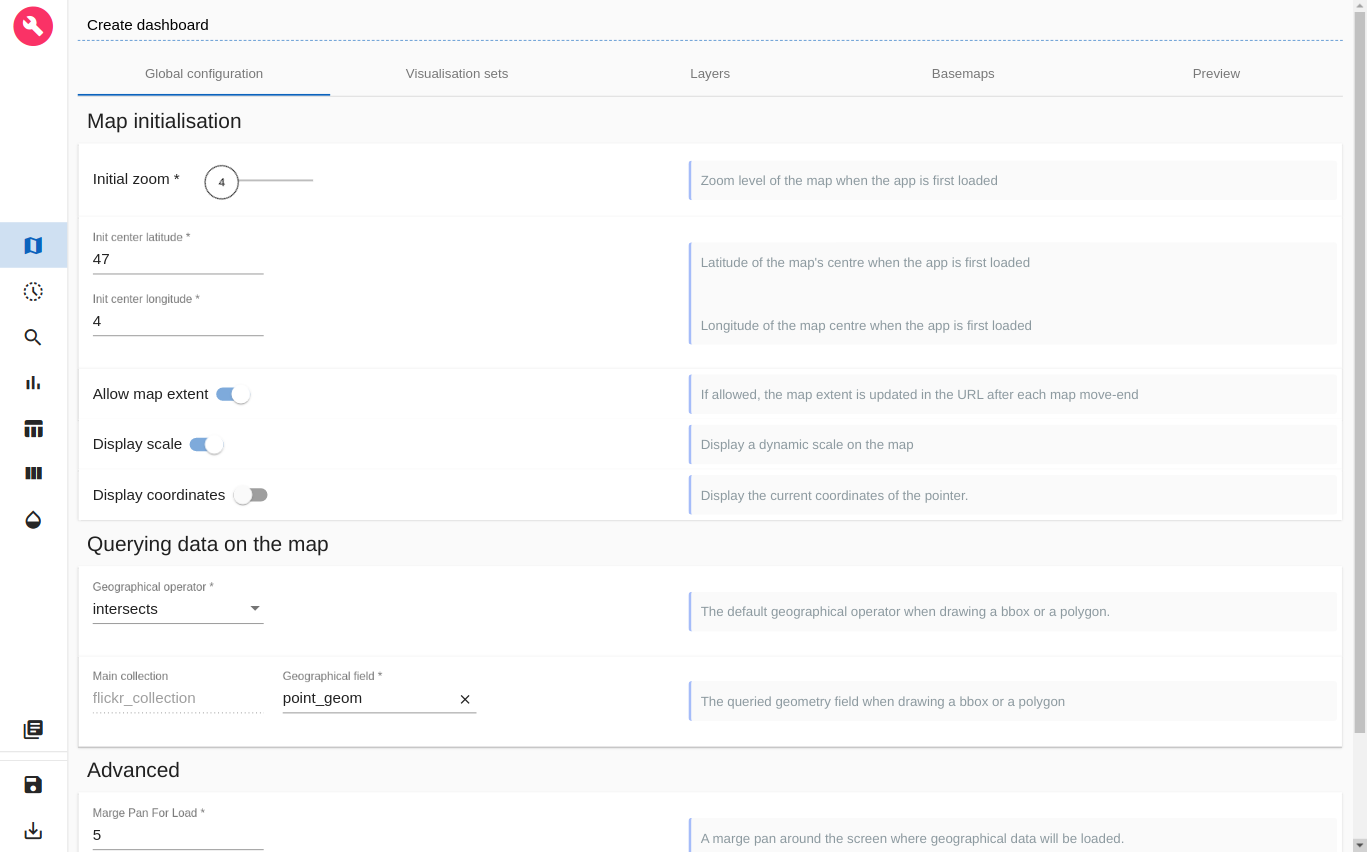 Create dashboard
Global configuration Visualisation sets Layers Basemaps Preview
Map initialisation
Initial zoom * 4 Zoom level of the map when the app is first loaded
Init center latitude *
47 Latitude of the map's centre when the app is first loaded
Init center longitude *
4 Longitude of the map centre when the app is first loaded
Allow map extent If allowed, the map extent is updated in the URL after each map move-end
Display scale Display a dynamic scale on the map
Display coordinates Display the current coordinates of the pointer.
Querying data on the map
Geographical operator *
intersects The default geographical operator when drawing a bbox or a polygon.
Main collection Geographical field *
flickr_collection point_geom The queried geometry field when drawing a bbox or a polygon
Advanced
Marge Pan For Load *
5 A marge pan around the screen where geographical data will be loaded.